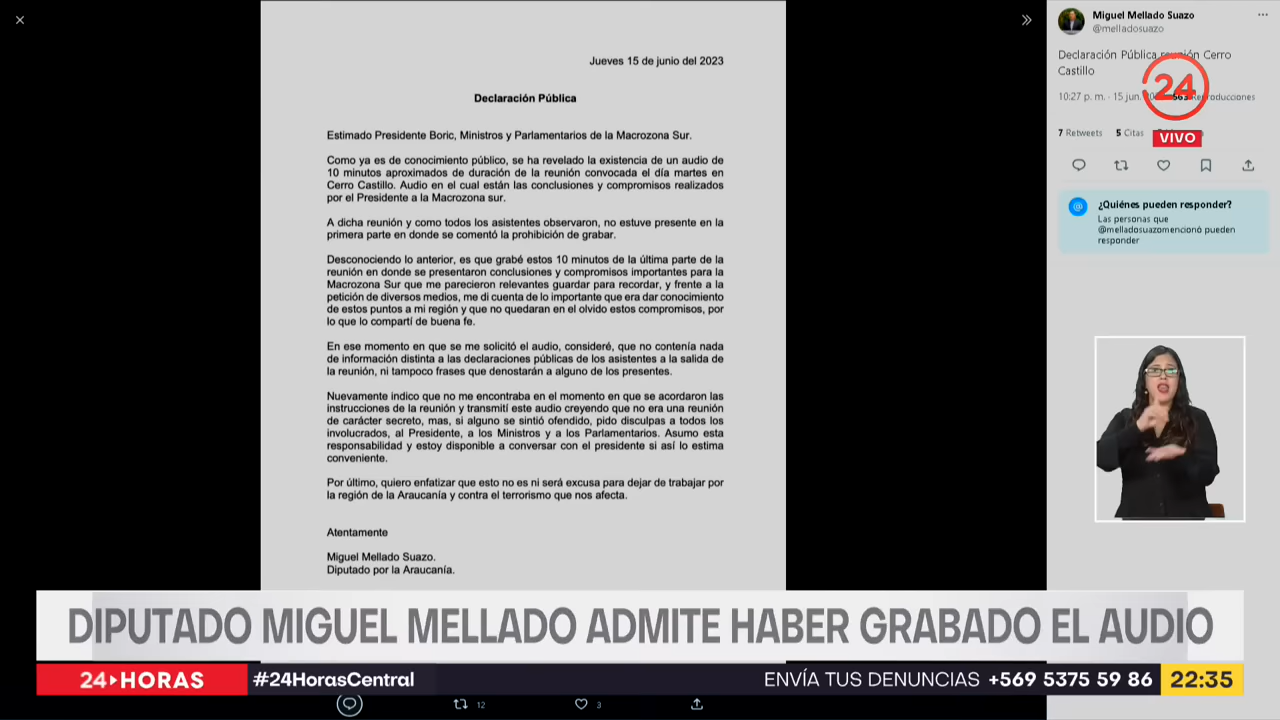 Jueves 15 de junio del 2023
Declaración Pública
Estimado Presidente Boric, Ministros y Parlamentarios de la Macrozona Sur.
Como ya es de conocimiento público, se ha revelado la existencia de un audio de
10 minutos aproximados de duración de la reunión convocada el día martes en
Cerro Castillo. Audio en el cual están las conclusiones y compromisos realizados
por el Presidente a la Macrozona sur.
A dicha reunión y como todos los asistentes observaron, no estuve presente en la
primera parte en donde se comentó la prohibición de grabar.
Desconociendo lo anterior, es que grabé estos 10 minutos de la última parte de la
reunión en donde se presentaron conclusiones y compromisos importantes para la
Macrozona Sur que me parecieron relevantes guardar para recordar, y frente a la
petición de diversos medios, me di cuenta de lo importante que era dar conocimiento
de estos puntos a mi región y que no quedaran en el olvido estos compromisos, por
lo que lo compartí de buena fe.
En ese momento en que se me solicitó el audio, consideré, que no contenía nada
de información distinta a las declaraciones públicas de los asistentes a la salida de
la reunión, ni tampoco frases que denostarán a alguno de los presentes.
Nuevamente indico que no me encontraba en el momento en que se acordaron las
instrucciones de la reunión y transmití este audio creyendo que no era una reunión
de carácter secreto, mas, si alguno se sintió ofendido, pido disculpas a todos los
involucrados, al Presidente, a los Ministros y a los Parlamentarios. Asumo esta
responsabilidad y estoy disponible a conversar con el presidente si así lo estima
conveniente.
Por último, quiero enfatizar que esto no es ni será excusa para dejar de trabajar por
la región de la Araucanía y contra el terrorismo que nos afecta.
Atentamente
Miguel Mellado Suazo.
Diputado por la Araucanía.
Miguel Mellado Suazo
@melladosuazo
Declaración Pública reunión Cerro
Castillo
10:27 p. m. · 15 jun.
24
VIVO
7 Retweets 5 Citas
¿Quiénes pueden responder?
Las personas que
@melladosuazomencionó pueden
responder
DIPUTADO MIGUEL MELLADO ADMITE HABER GRABADO EL AUDIO
24 HORAS #24HorasCentral ENVÍA TUS DENUNCIAS +569 5375 59 86 22:35
12 3